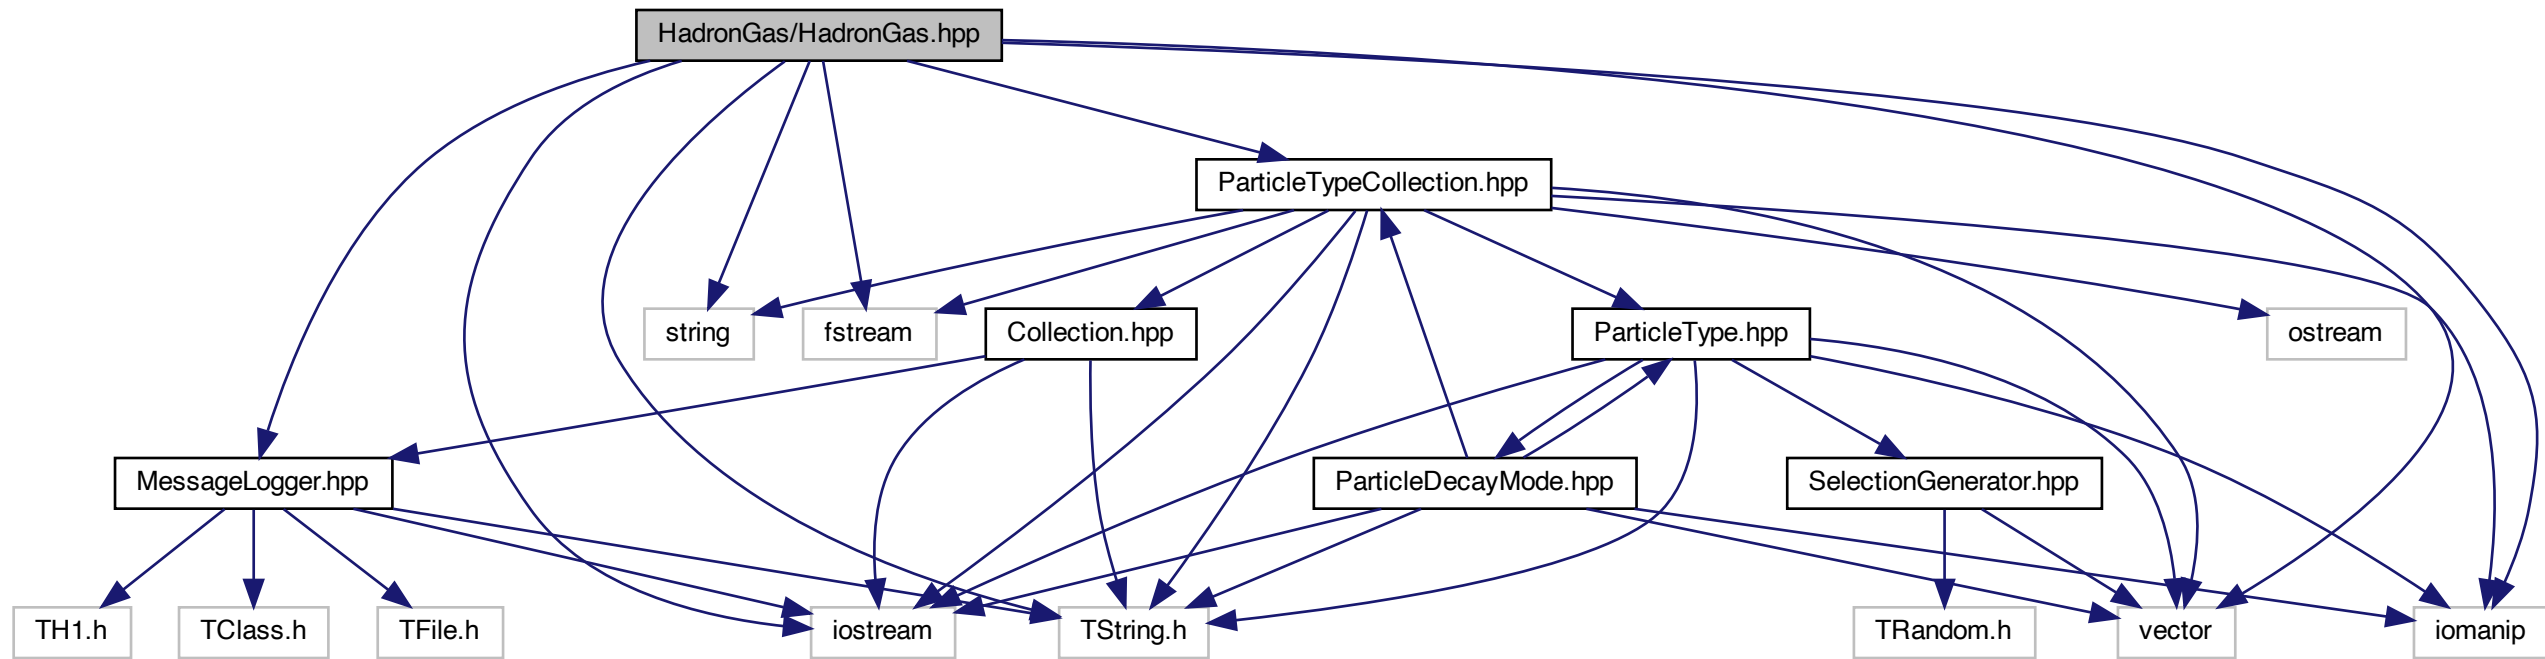 HadronGas/HadronGas.hpp
ParticleTypeCollection.hpp
string
fstream
Collection.hpp
ParticleType.hpp
ostream
MessageLogger.hpp
ParticleDecayMode.hpp
SelectionGenerator.hpp
TH1.h
TClass.h
TFile.h
iostream
TString.h
TRandom.h
vector
iomanip